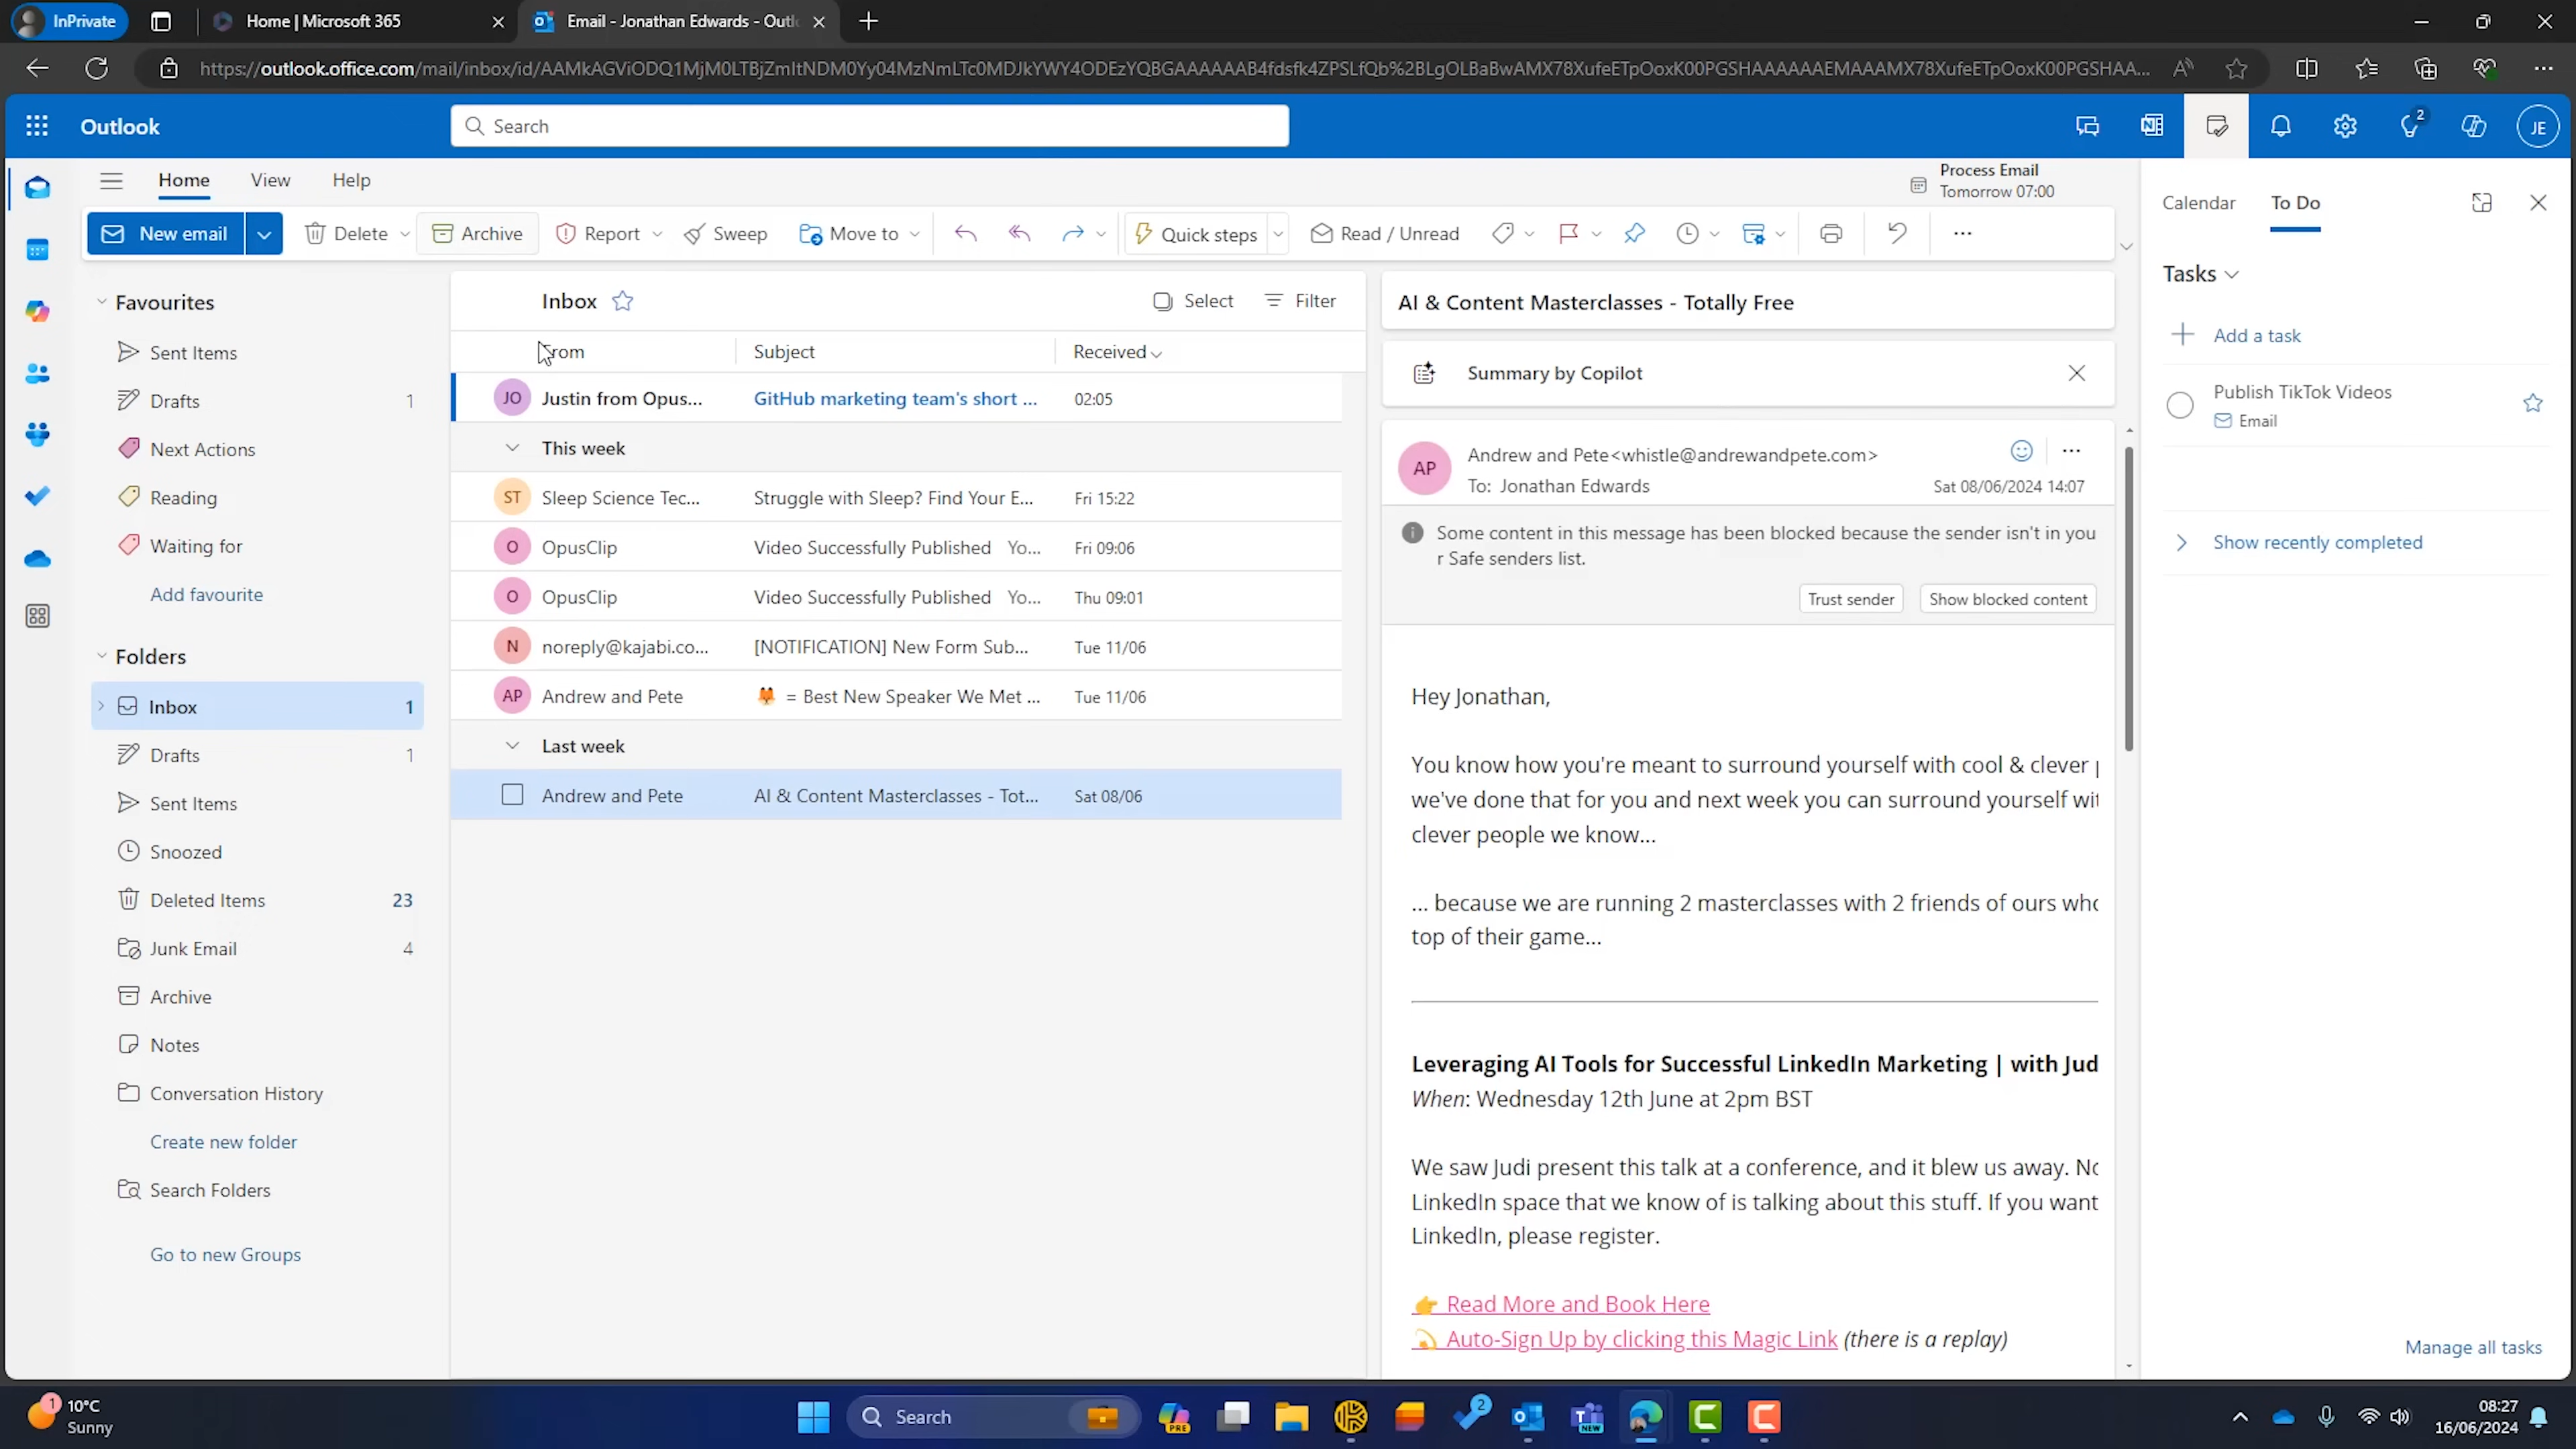 InPrivate
Home | Microsoft 365
Email - Jonathan Edwards - Outl
Outlook
Search
2
JE
Home
View
Help
Process Email
Tomorrow 07:00
New email
Delete
Archive
Report
Sweep
Move to
Quick steps
Read / Unread
...
Calendar
To Do
Tasks
Add a task
Publish TikTok Videos
Email
Show recently completed
Manage all tasks
Favourites
Sent Items
Drafts 1
Next Actions
Reading
Waiting for
Add favourite
Folders
Inbox 1
Drafts 1
Sent Items
Snoozed
Deleted Items 23
Junk Email 4
Archive
Notes
Conversation History
Create new folder
Search Folders
Go to new Groups
Inbox
Select
Filter
From Subject Received
JO Justin from Opus... GitHub marketing team's short ... 02:05
This week
ST Sleep Science Tec... Struggle with Sleep? Find Your E... Fri 15:22
O OpusClip Video Successfully Published Yo... Fri 09:06
O OpusClip Video Successfully Published Yo... Thu 09:01
N noreply@kajabi.co... [NOTIFICATION] New Form Sub... Tue 11/06
AP Andrew and Pete 🦊 = Best New Speaker We Met ... Tue 11/06
Last week
Andrew and Pete AI & Content Masterclasses - Tot... Sat 08/06
AI & Content Masterclasses - Totally Free
Summary by Copilot
AP
Andrew and Pete<whistle@andrewandpete.com>
To: Jonathan Edwards
Sat 08/06/2024 14:07
Some content in this message has been blocked because the sender isn't in you
r Safe senders list.
Trust sender
Show blocked content
Hey Jonathan,
You know how you're meant to surround yourself with cool & clever
we've done that for you and next week you can surround yourself wit
clever people we know...
... because we are running 2 masterclasses with 2 friends of ours who
top of their game...
Leveraging AI Tools for Successful LinkedIn Marketing | with Jud
When: Wednesday 12th June at 2pm BST
We saw Judi present this talk at a conference, and it blew us away. No
LinkedIn space that we know of is talking about this stuff. If you want
LinkedIn, please register.
👉 Read More and Book Here
💫 Auto-Sign Up by clicking this Magic Link (there is a replay)
1
10°C
Sunny
Search
PRE
2
NEW
08:27
16/06/2024